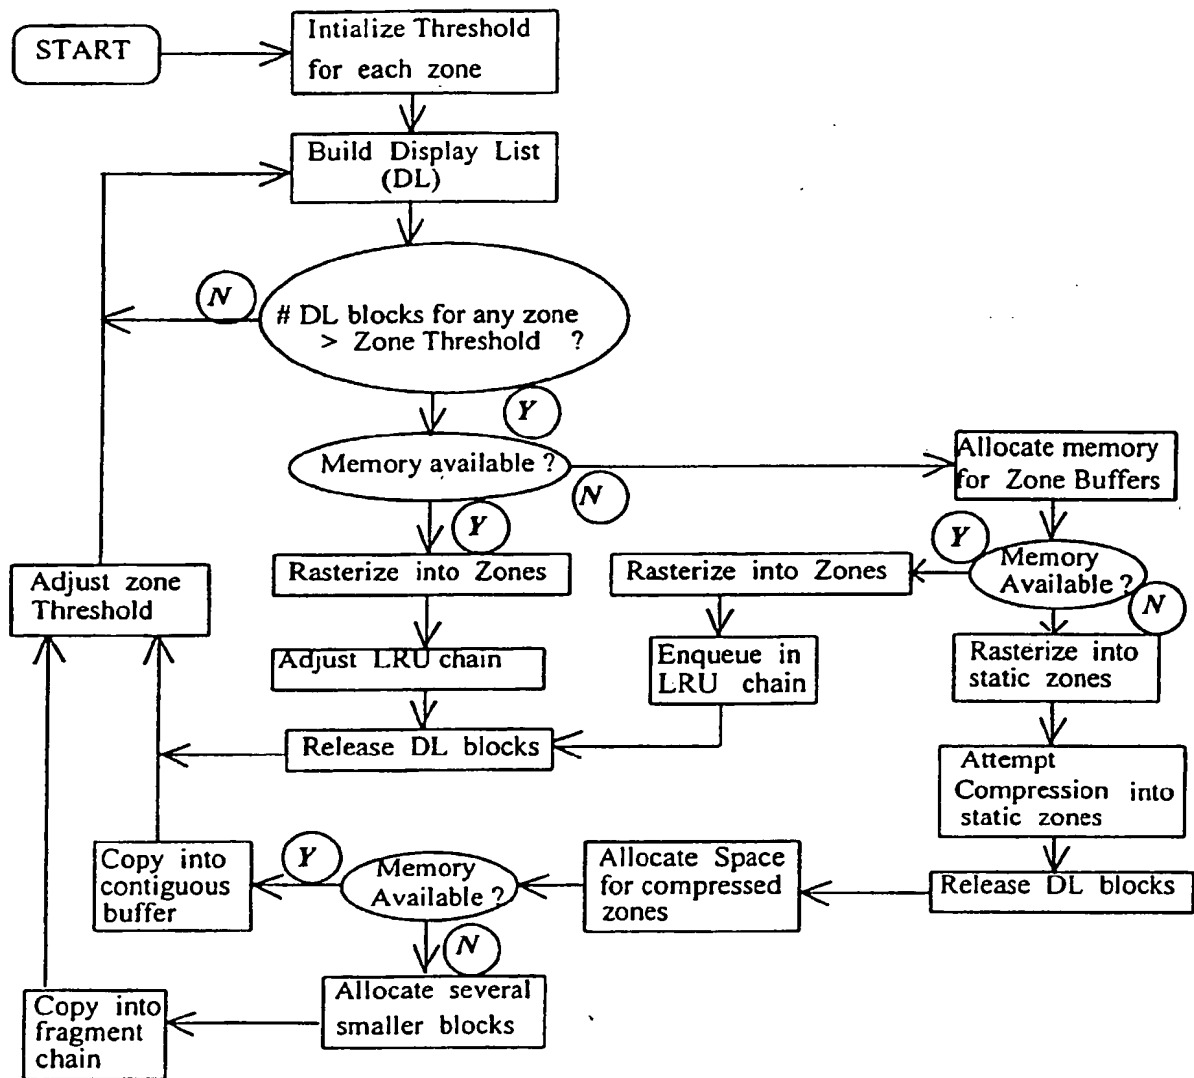 START
Intialize Threshold
for each zone
Build Display List
(DL)
N
# DL blocks for any zone
> Zone Threshold ?
Y
Memory available ?
N
Allocate memory
for Zone Buffers
Y
Y
Memory
Available ?
N
Rasterize into Zones
Rasterize into Zones
Adjust zone
Threshold
Adjust LRU chain
Enqueue in
LRU chain
Rasterize into
static zones
Release DL blocks
Attempt
Compression into
static zones
Copy into
contiguous
buffer
Y
Memory
Available ?
Allocate Space
for compressed
zones
Release DL blocks
N
Copy into
fragment
chain
Allocate several
smaller blocks